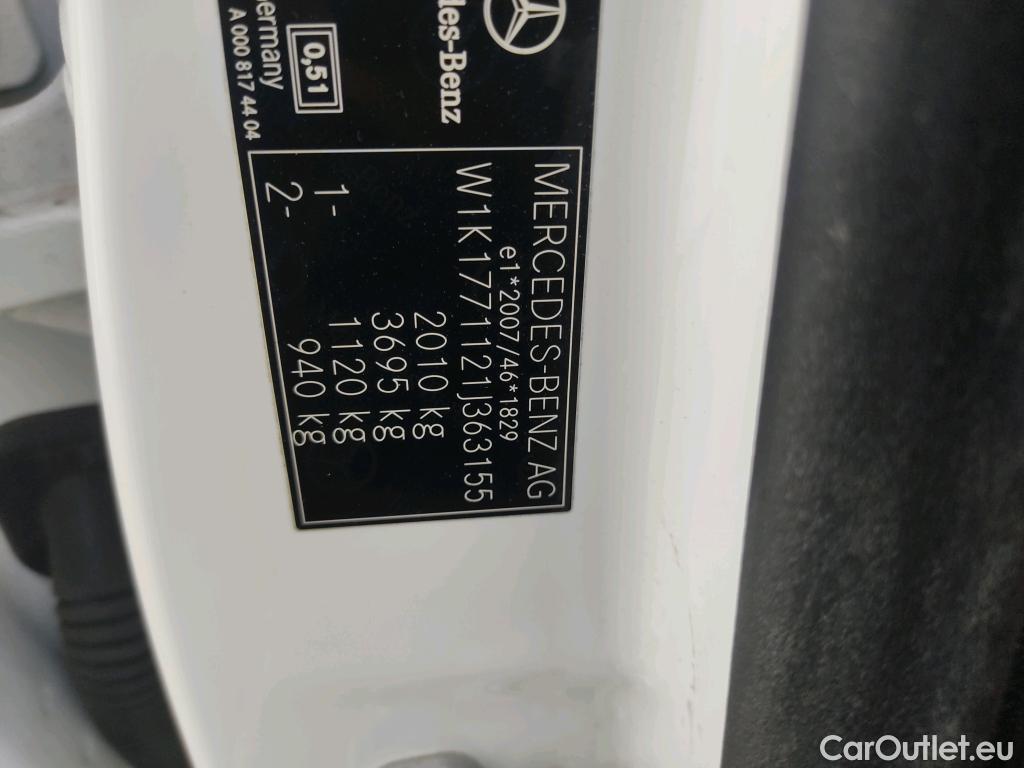 des-Benz
ermany
0,51
A 000 817 44 04
MERCEDES-BENZ AG
e1*2007/46*1829
W1K1771121J363155
2010 kg
3695 kg
1- 1120 kg
2- 940 kg
CarOutlet.eu